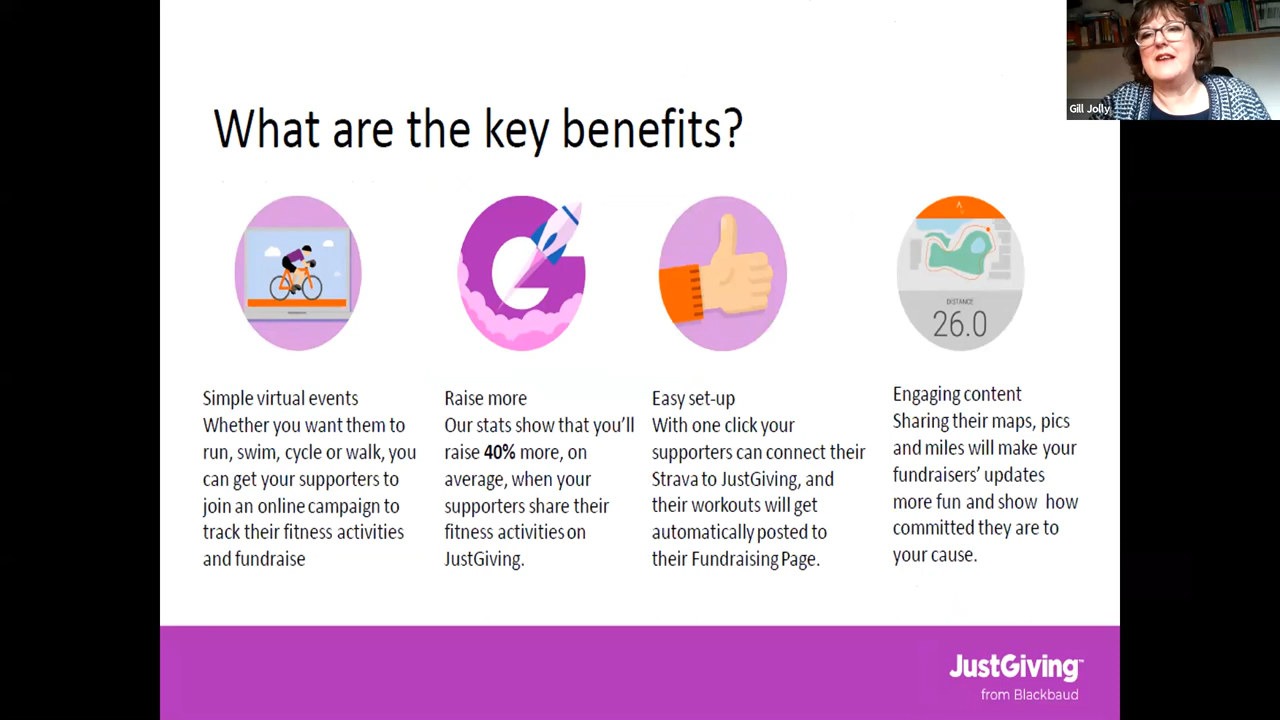 Gill Jolly
What are the key benefits?
DISTANCE
26.0
Simple virtual events
Whether you want them to
run, swim, cycle or walk, you
can get your supporters to
join an online campaign to
track their fitness activities
and fundraise
Raise more
Our stats show that you’ll
raise 40% more, on
average, when your
supporters share their
fitness activities on
JustGiving.
Easy set-up
With one click your
supporters can connect their
Strava to JustGiving, and
their workouts will get
automatically posted to
their Fundraising Page.
Engaging content
Sharing their maps, pics
and miles will make your
fundraisers’ updates
more fun and show how
committed they are to
your cause.
JustGiving™
from Blackbaud